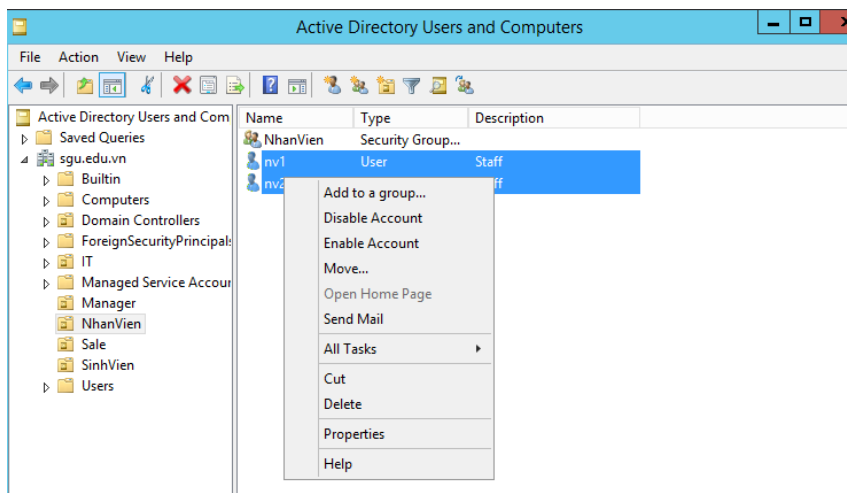 Active Directory Users and Computers
File Action View Help
Active Directory Users and Com
Saved Queries
sgu.edu.vn
Builtin
Computers
Domain Controllers
ForeignSecurityPrincipals
IT
Managed Service Accour
Manager
NhanVien
Sale
SinhVien
Users
Name Type Description
NhanVien Security Group...
nv1 User Staff
nv2
Add to a group...
Disable Account
Enable Account
Move...
Open Home Page
Send Mail
All Tasks
Cut
Delete
Properties
Help